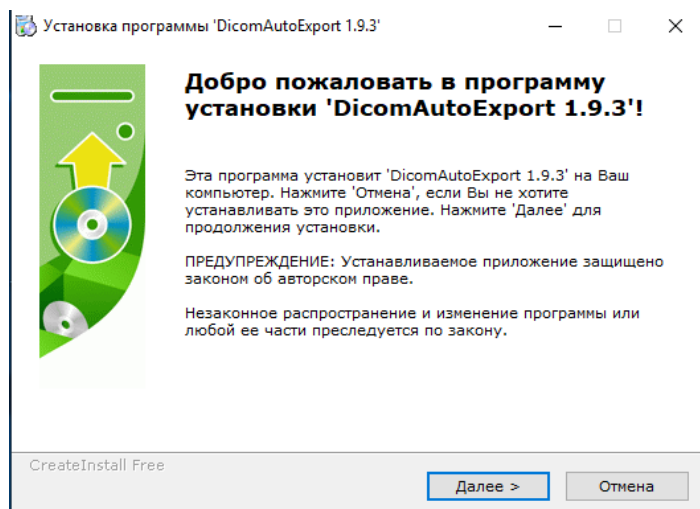 Установка программы 'DicomAutoExport 1.9.3'
Добро пожаловать в программу
установки 'DicomAutoExport 1.9.3'!
Эта программа установит 'DicomAutoExport 1.9.3' на Ваш
компьютер. Нажмите 'Отмена', если Вы не хотите
устанавливать это приложение. Нажмите 'Далее' для
продолжения установки.
ПРЕДУПРЕЖДЕНИЕ: Устанавливаемое приложение защищено
законом об авторском праве.
Незаконное распространение и изменение программы или
любой ее части преследуется по закону.
CreateInstall Free
Далее >
Отмена